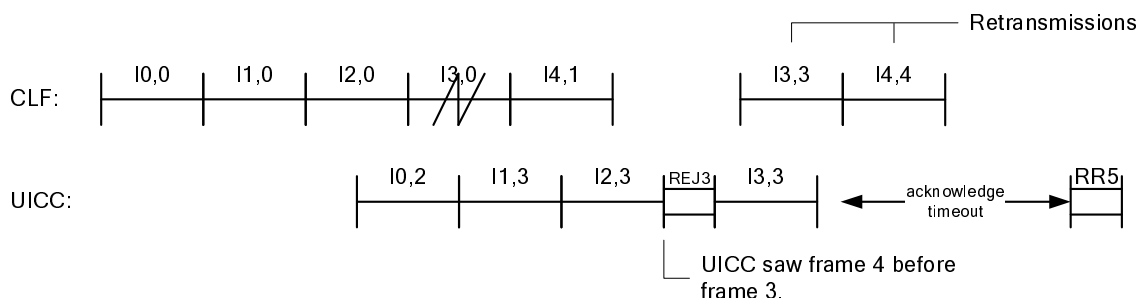 Retransmissions
I0,0 I1,0 I2,0 I3,0 I4,1 I3,3 I4,4
CLF:
I0,2 I1,3 I2,3 REJ3 I3,3 RR5
UICC:
acknowledge
timeout
UICC saw frame 4 before
frame 3.